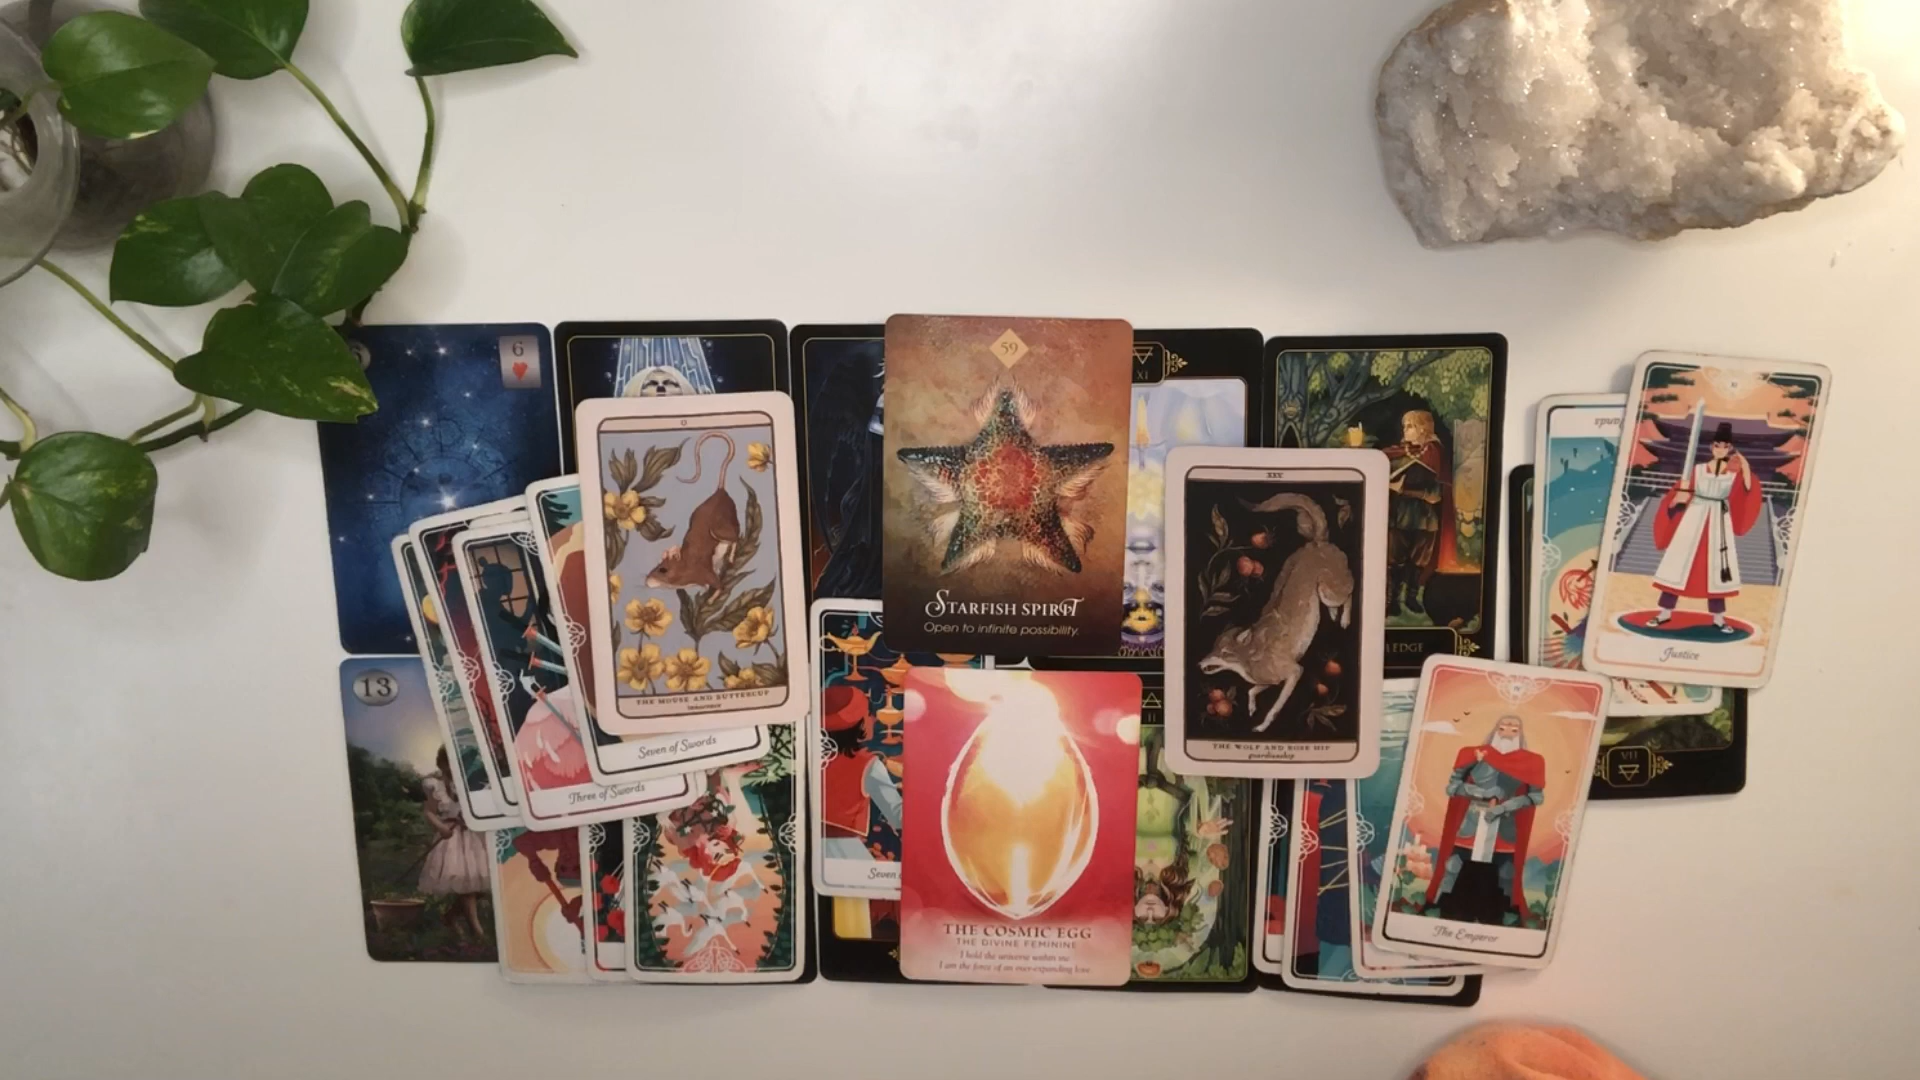 6
59
STARFISH SPIRIT
Open to infinite possibility.
XI
O
THE MOUSE AND BUTTERCUP
XXV
THE WOLF AND ROSE HIP
guardianship
Justice
Seven of Swords
Three of Swords
13
Seven
II
VII
THE COSMIC EGG
THE DIVINE FEMININE
I hold the universe within me
I am the force of an ever-expanding love
The Emperor